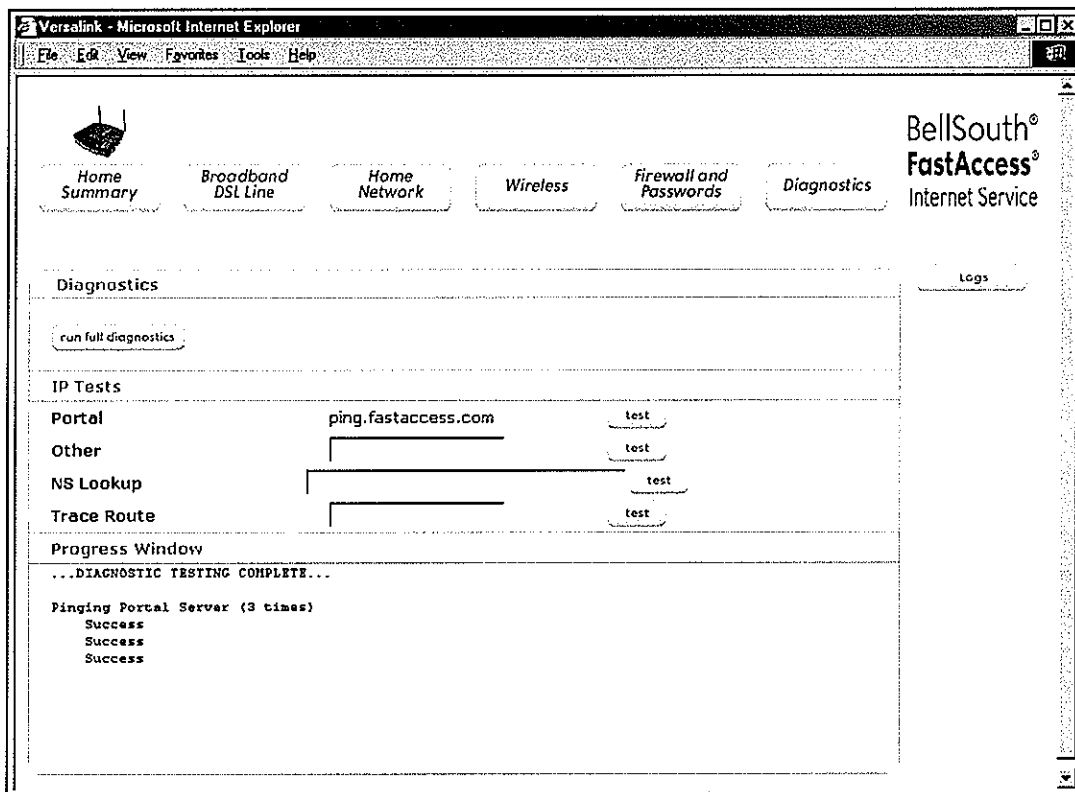 Versalink - Microsoft Internet Explorer
File Edit View Favorites Tools Help
BellSouth®
FastAccess®
Internet Service
Home Summary
Broadband DSL Line
Home Network
Wireless
Firewall and Passwords
Diagnostics
Logs
Diagnostics
run full diagnostics
IP Tests
Portal ping.fastaccess.com test
Other test
NS Lookup test
Trace Route test
Progress Window
...DIAGNOSTIC TESTING COMPLETE...
Pinging Portal Server (3 times)
Success
Success
Success